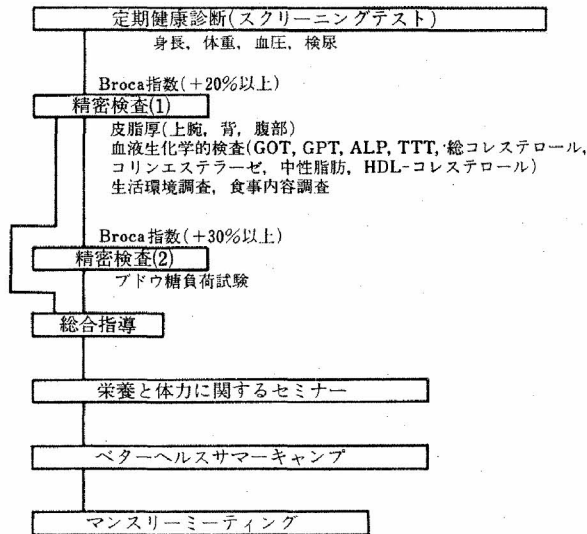 定期健康診断(スクリーニングテスト)
身長, 体重, 血圧, 検尿
Broca指数(+20%以上)
精密検査(1)
皮脂厚(上腕, 背, 腹部)
血液生化学的検査(GOT, GPT, ALP, TTT, 総コレステロール,
コリンエステラーゼ, 中性脂肪, HDL-コレステロール)
生活環境調査, 食事内容調査
Broca指数(+30%以上)
精密検査(2)
ブドウ糖負荷試験
総合指導
栄養と体力に関するセミナー
ベターヘルスサマーキャンプ
マンスリーミーティング